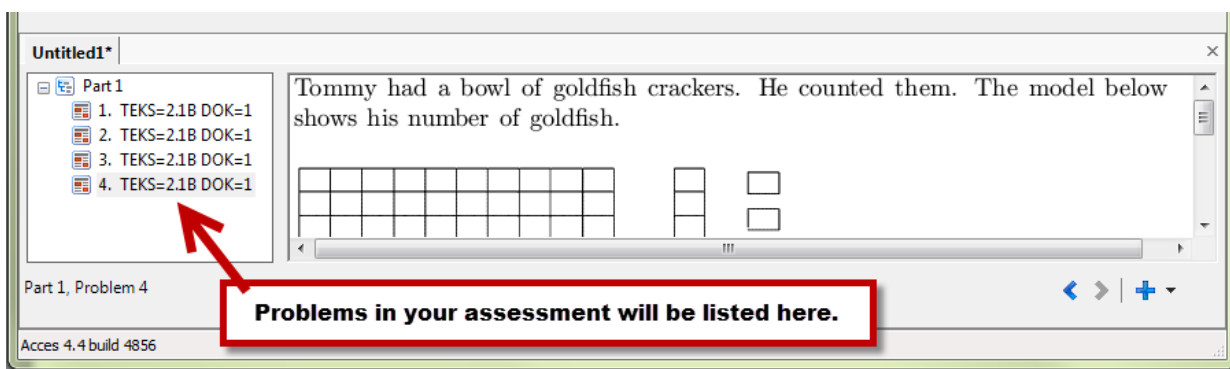 Untitled1*
Part 1
1. TEKS=2.1B DOK=1
2. TEKS=2.1B DOK=1
3. TEKS=2.1B DOK=1
4. TEKS=2.1B DOK=1
Tommy had a bowl of goldfish crackers. He counted them. The model below
shows his number of goldfish.
Part 1, Problem 4
Problems in your assessment will be listed here.
Acces 4.4 build 4856